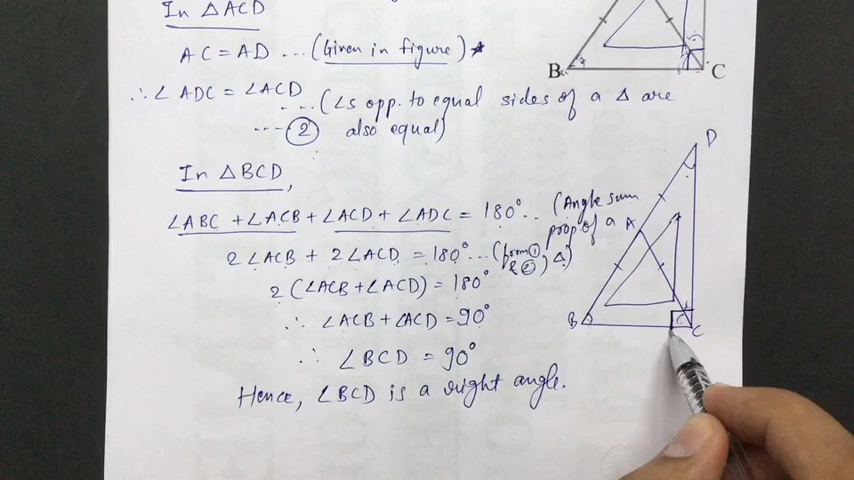 In △ACD
AC = AD ... (Given in figure)
B
C
∴ ∠ADC = ∠ACD .... (∠s opp. to equal sides of a △ are
---- ② also equal)
D
In △BCD,
∠ABC + ∠ACB + ∠ACD + ∠ADC = 180° .. (Angle sum
prop of a △)
A
2∠ACB + 2∠ACD = 180° ... (from ①
& ②)
2(∠ACB + ∠ACD) = 180°
∴ ∠ACB + ∠ACD = 90°
B
C
∴ ∠BCD = 90°
Hence, ∠BCD is a right angle.